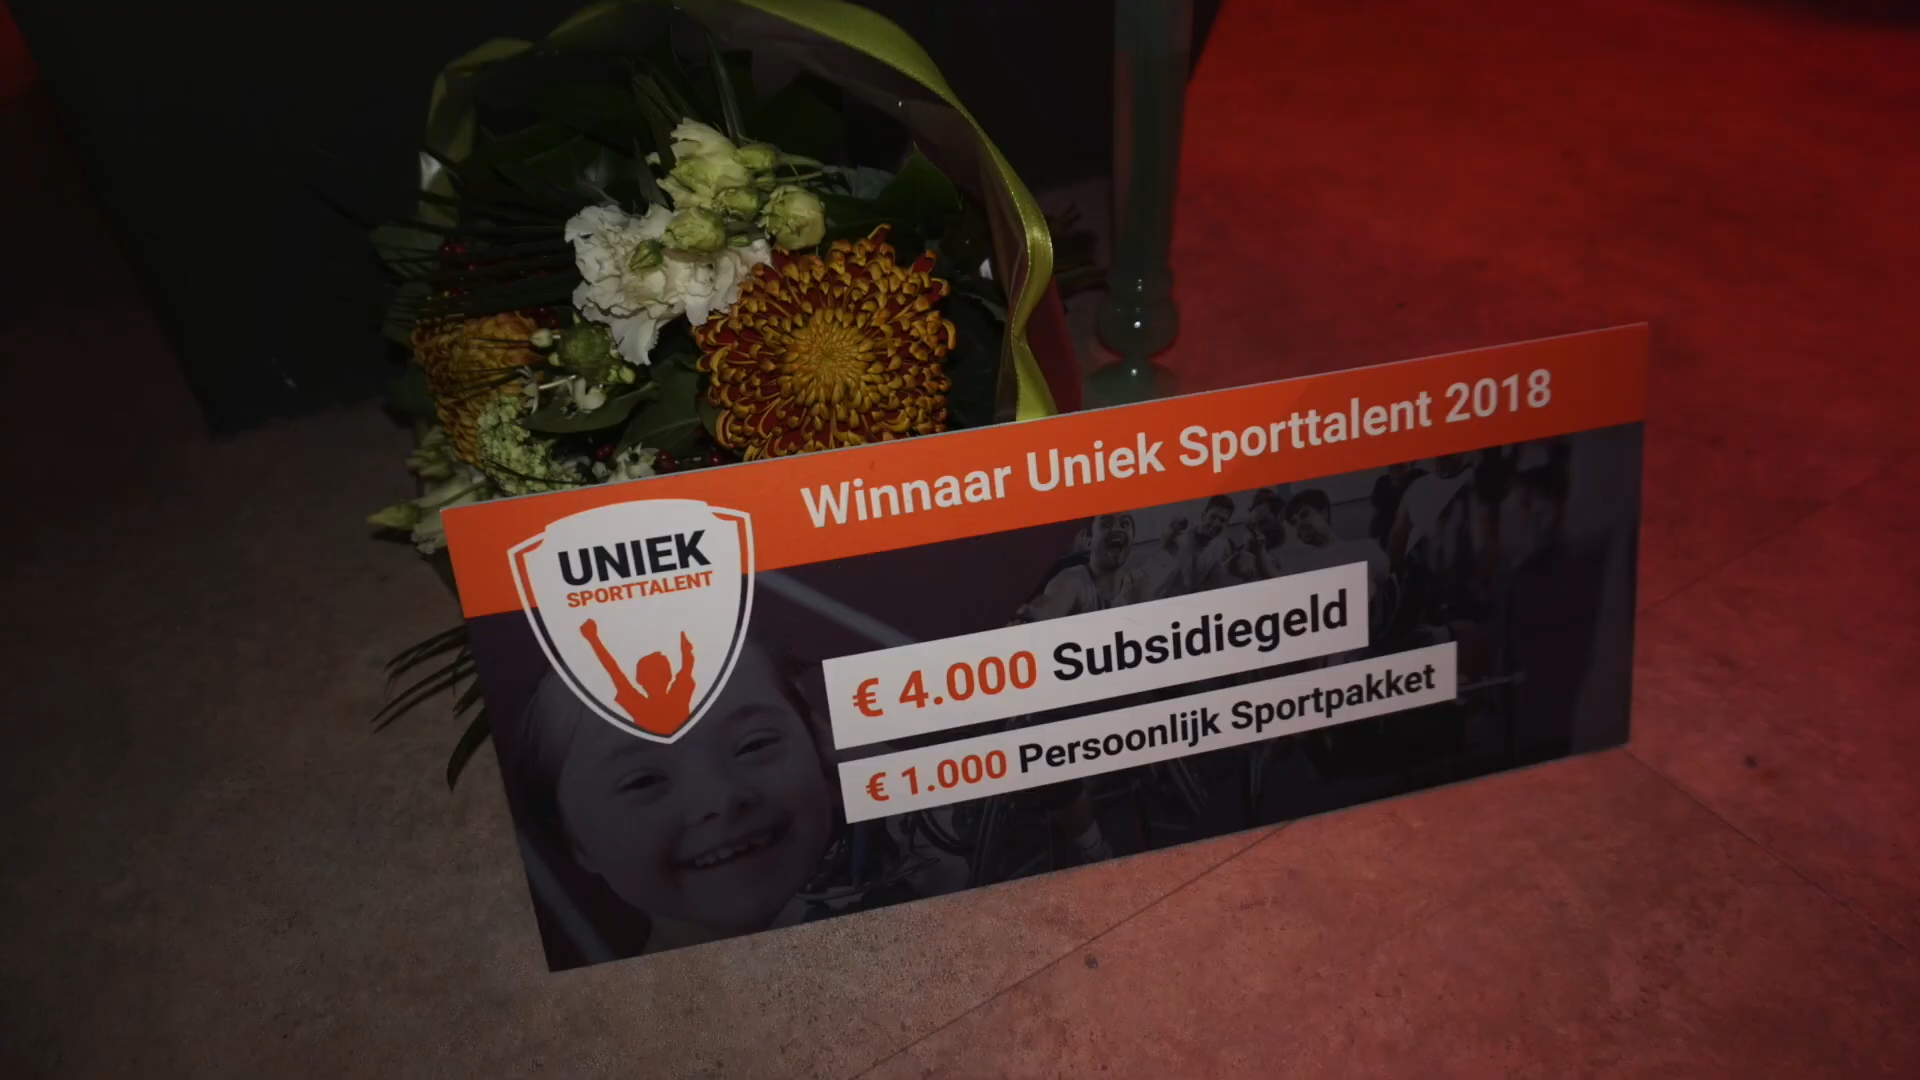 Winnaar Uniek Sporttalent 2018
UNIEK
SPORTTALENT
€ 4.000 Subsidiegeld
€ 1.000 Persoonlijk Sportpakket